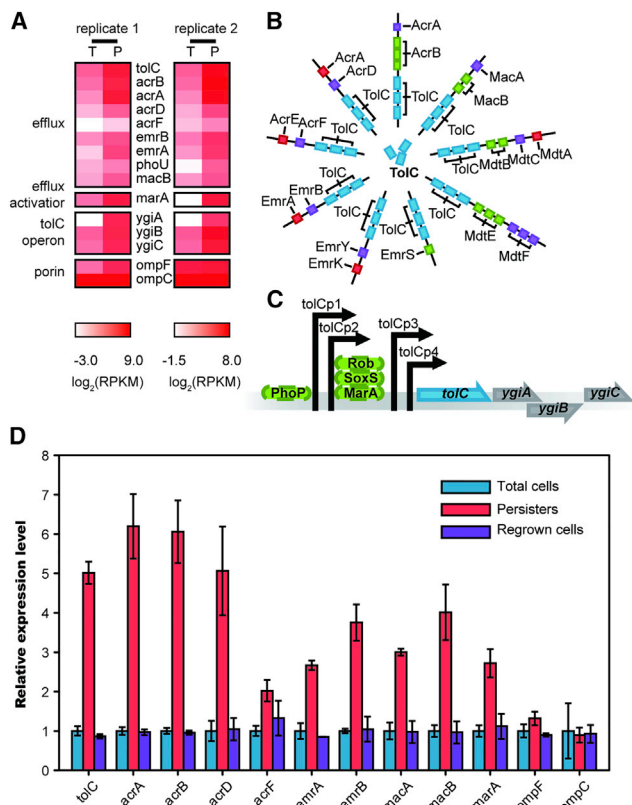 A
replicate 1 replicate 2
T P T P
tolC
acrB
acrA
acrD
acrF
emrB
emrA
phoU
macB
efflux
efflux
activatior
marA
tolC
operon
ygiA
ygiB
ygiC
porin
ompF
ompC
-3.0 9.0 -1.5 8.0
log2(RPKM) log2(RPKM)
B
AcrA
AcrB
TolC
MacA
MacB
TolC
TolC
MdtB
MdtC
MdtA
TolC
MdtE
MdtF
TolC
EmrS
TolC
EmrY
EmrK
TolC
EmrB
EmrA
TolC
AcrE
AcrF
TolC
AcrA
AcrD
TolC
C
tolCp1
tolCp2
tolCp3
tolCp4
PhoP
Rob
SoxS
MarA
tolC
ygiA
ygiB
ygiC
D
Relative expression level
8
7
6
5
4
3
2
1
0
Total cells
Persisters
Regrown cells
tolC acrA acrB acrD acrF emrA emrB macA macB marA ompF ompC